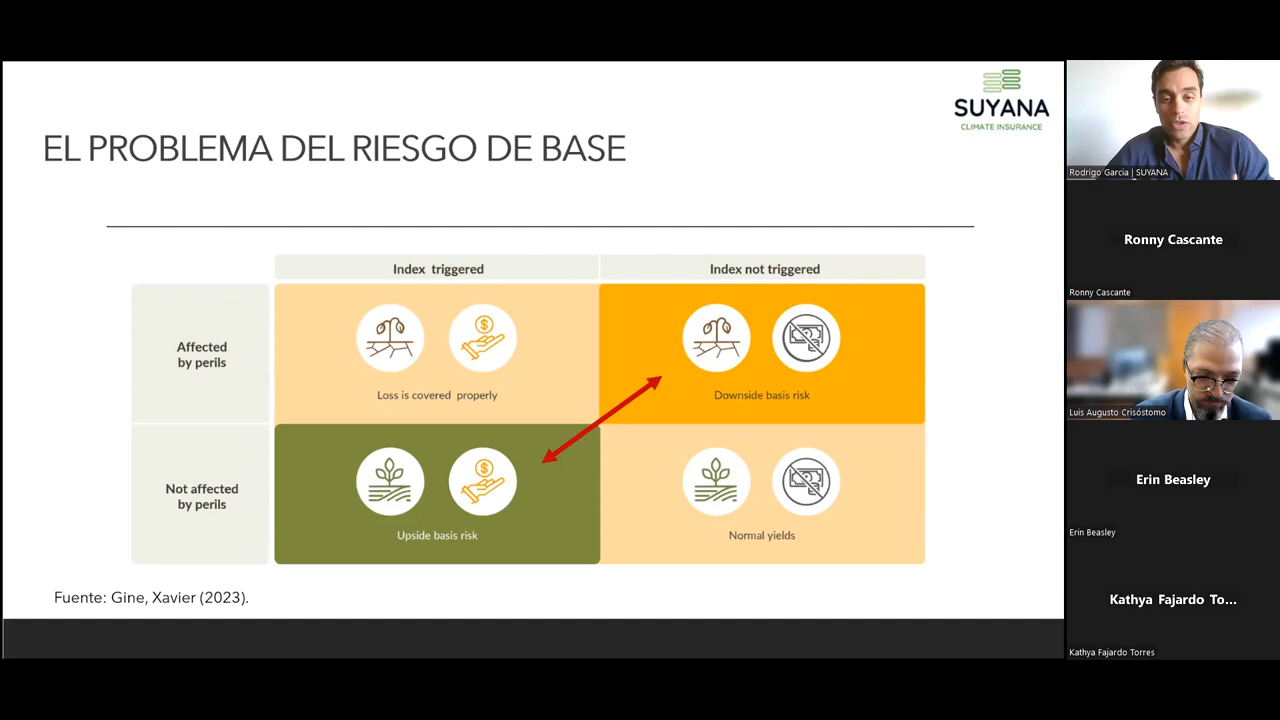 SUYANA
CLIMATE INSURANCE
EL PROBLEMA DEL RIESGO DE BASE
Index triggered
Index not triggered
Affected
by perils
Loss is covered properly
Downside basis risk
Not affected
by perils
Upside basis risk
Normal yields
Fuente: Gine, Xavier (2023).
Rodrigo Garcia | SUYANA
Ronny Cascante
Ronny Cascante
Luis Augusto Crisóstomo
Erin Beasley
Erin Beasley
Kathya Fajardo To...
Kathya Fajardo Torres